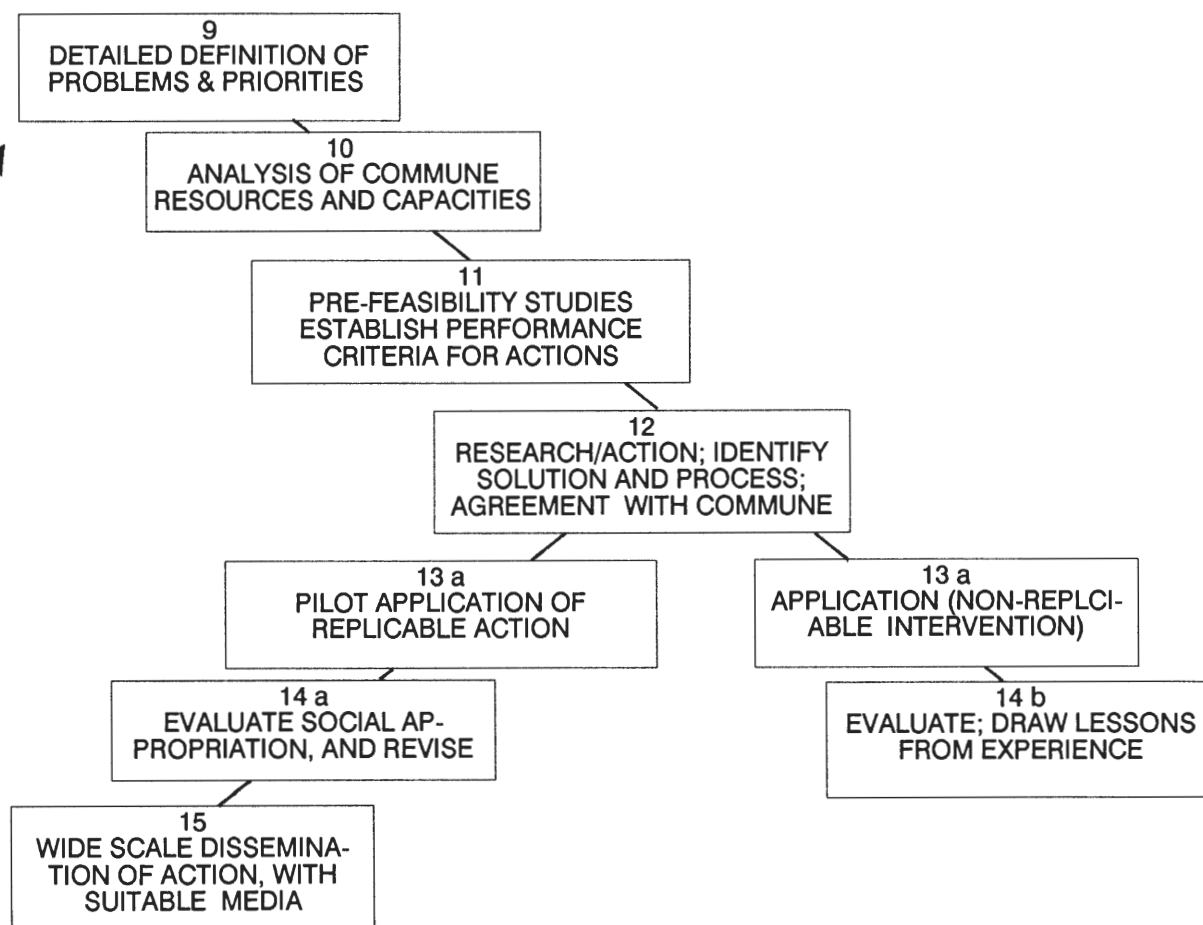 9
DETAILED DEFINITION OF
PROBLEMS & PRIORITIES
10
ANALYSIS OF COMMUNE
RESOURCES AND CAPACITIES
11
PRE-FEASIBILITY STUDIES
ESTABLISH PERFORMANCE
CRITERIA FOR ACTIONS
12
RESEARCH/ACTION; IDENTIFY
SOLUTION AND PROCESS;
AGREEMENT WITH COMMUNE
13 a
PILOT APPLICATION OF
REPLICABLE ACTION
13 a
APPLICATION (NON-REPLCI-
ABLE INTERVENTION)
14 a
EVALUATE SOCIAL AP-
PROPRIATION, AND REVISE
14 b
EVALUATE; DRAW LESSONS
FROM EXPERIENCE
15
WIDE SCALE DISSEMINA-
TION OF ACTION, WITH
SUITABLE MEDIA